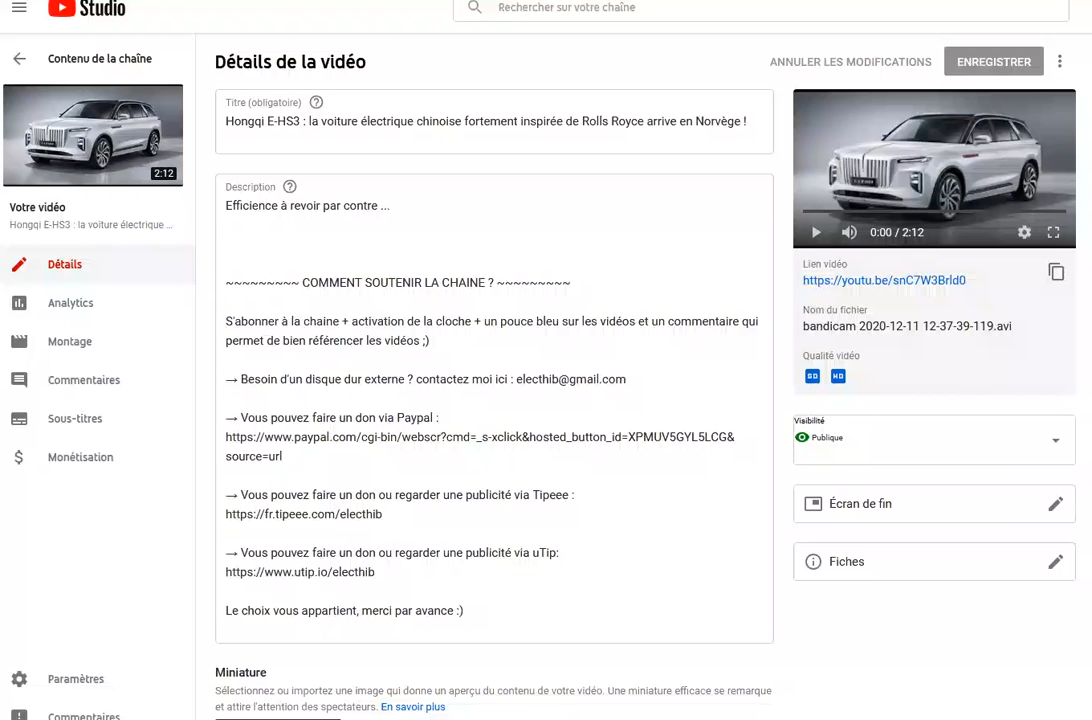 Studio
Rechercher sur votre chaîne
Contenu de la chaîne
2:12
Votre vidéo
Hongqi E-HS3 : la voiture électrique ...
Détails
Analytics
Montage
Commentaires
Sous-titres
Monétisation
Paramètres
Commentaires
Détails de la vidéo
ANNULER LES MODIFICATIONS
ENREGISTRER
Titre (obligatoire)
Hongqi E-HS3 : la voiture électrique chinoise fortement inspirée de Rolls Royce arrive en Norvège !
Description
Efficience à revoir par contre ...
~~~~~~~~~ COMMENT SOUTENIR LA CHAINE ? ~~~~~~~~~
S'abonner à la chaine + activation de la cloche + un pouce bleu sur les vidéos et un commentaire qui
permet de bien référencer les vidéos ;)
→ Besoin d'un disque dur externe ? contactez moi ici : electhib@gmail.com
→ Vous pouvez faire un don via Paypal :
https://www.paypal.com/cgi-bin/webscr?cmd=_s-xclick&hosted_button_id=XPMUV5GYL5LCG&
source=url
→ Vous pouvez faire un don ou regarder une publicité via Tipeee :
https://fr.tipeee.com/electhib
→ Vous pouvez faire un don ou regarder une publicité via uTip:
https://www.utip.io/electhib
Le choix vous appartient, merci par avance :)
Miniature
Sélectionnez ou importez une image qui donne un aperçu du contenu de votre vidéo. Une miniature efficace se remarque
et attire l'attention des spectateurs. En savoir plus
0:00 / 2:12
Lien vidéo
https://youtu.be/snC7W3Brld0
Nom du fichier
bandicam 2020-12-11 12-37-39-119.avi
Qualité vidéo
SD HD
Visibilité
Publique
Écran de fin
Fiches